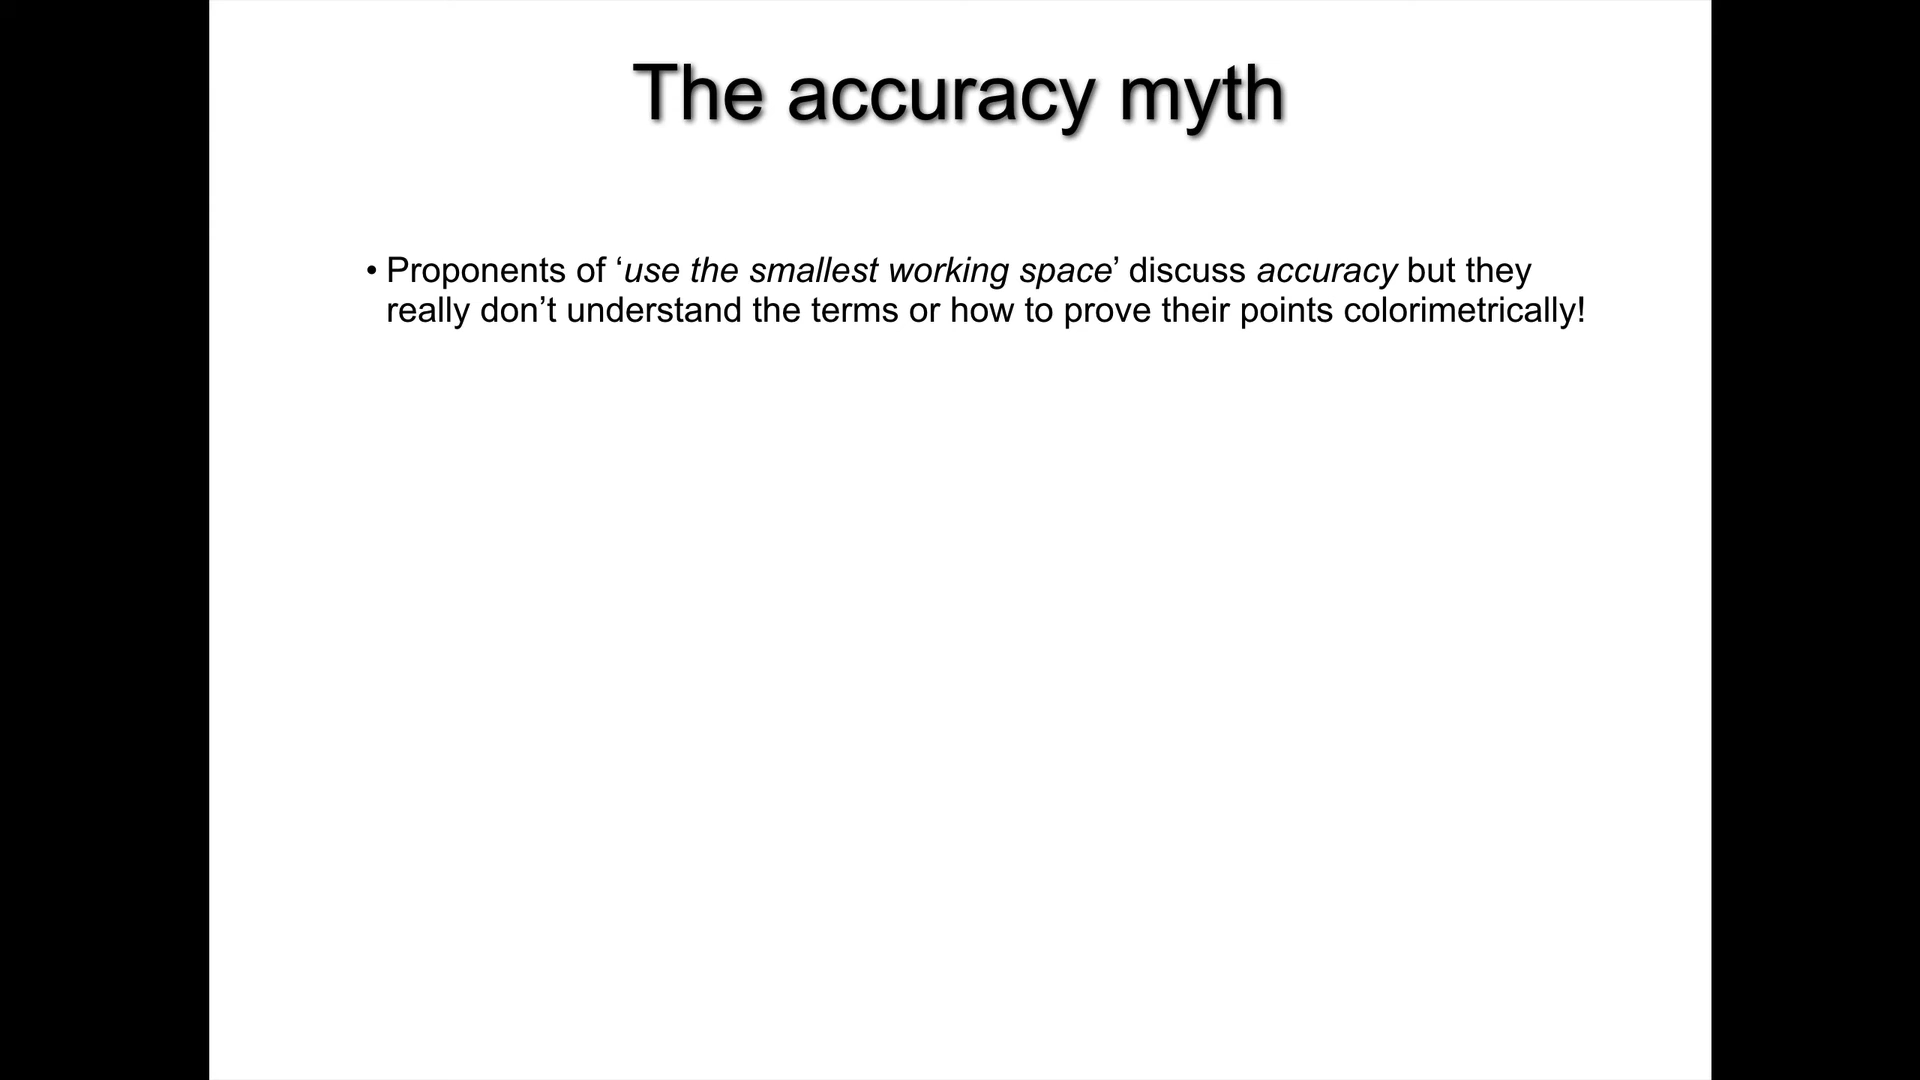 The accuracy myth
• Proponents of ‘use the smallest working space’ discuss accuracy but they
really don’t understand the terms or how to prove their points colorimetrically!